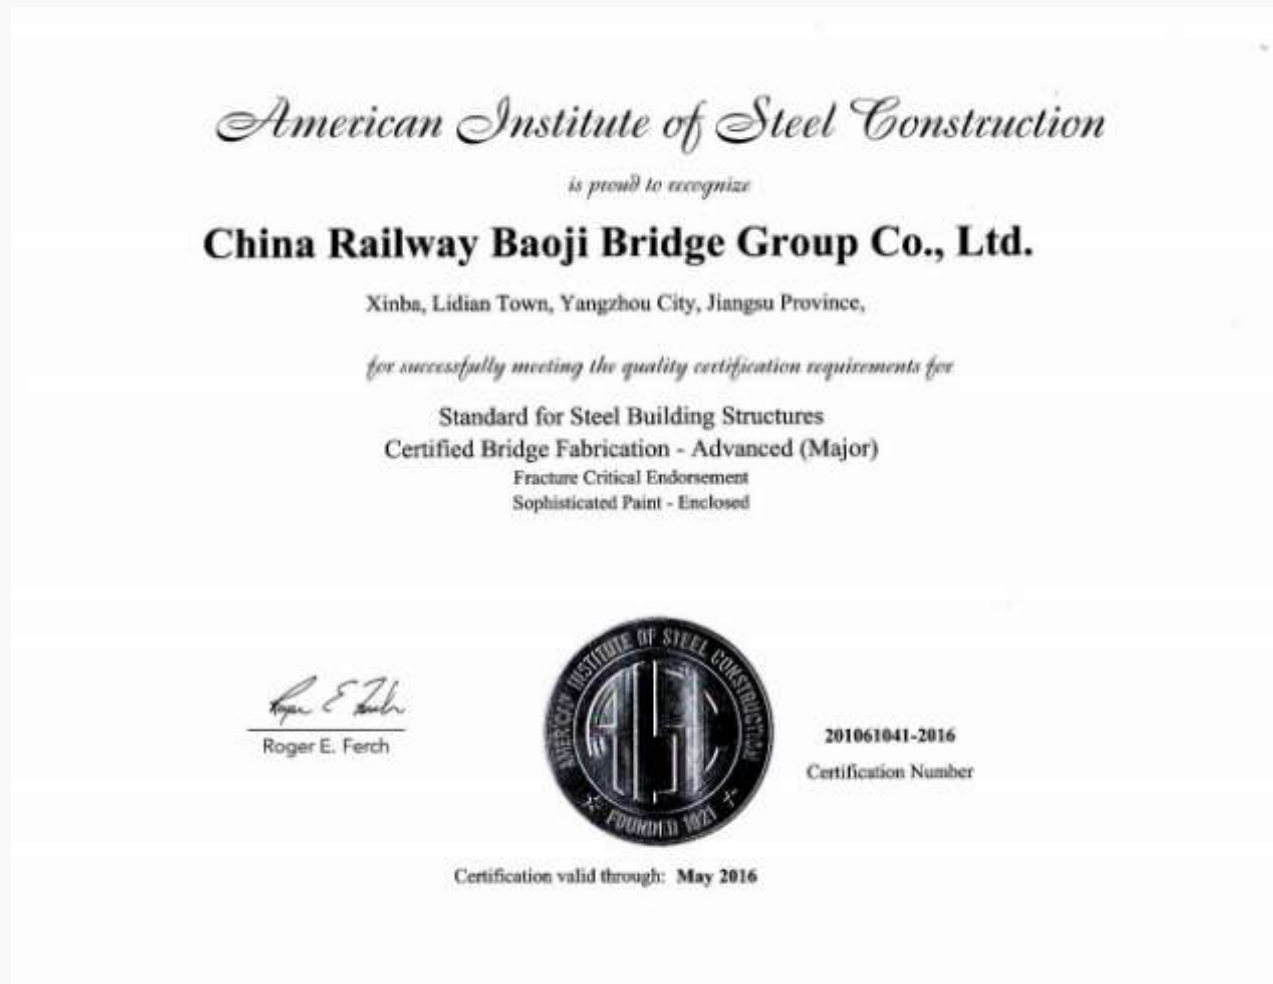 American Institute of Steel Construction
is proud to recognize
China Railway Baoji Bridge Group Co., Ltd.
Xinba, Lidian Town, Yangzhou City, Jiangsu Province,
for successfully meeting the quality certification requirements for
Standard for Steel Building Structures
Certified Bridge Fabrication - Advanced (Major)
Fracture Critical Endorsement
Sophisticated Paint - Enclosed
Roger E. Ferch
AMERICAN INSTITUTE OF STEEL CONSTRUCTION
AISC
FOUNDED 1921
201061041-2016
Certification Number
Certification valid through: May 2016